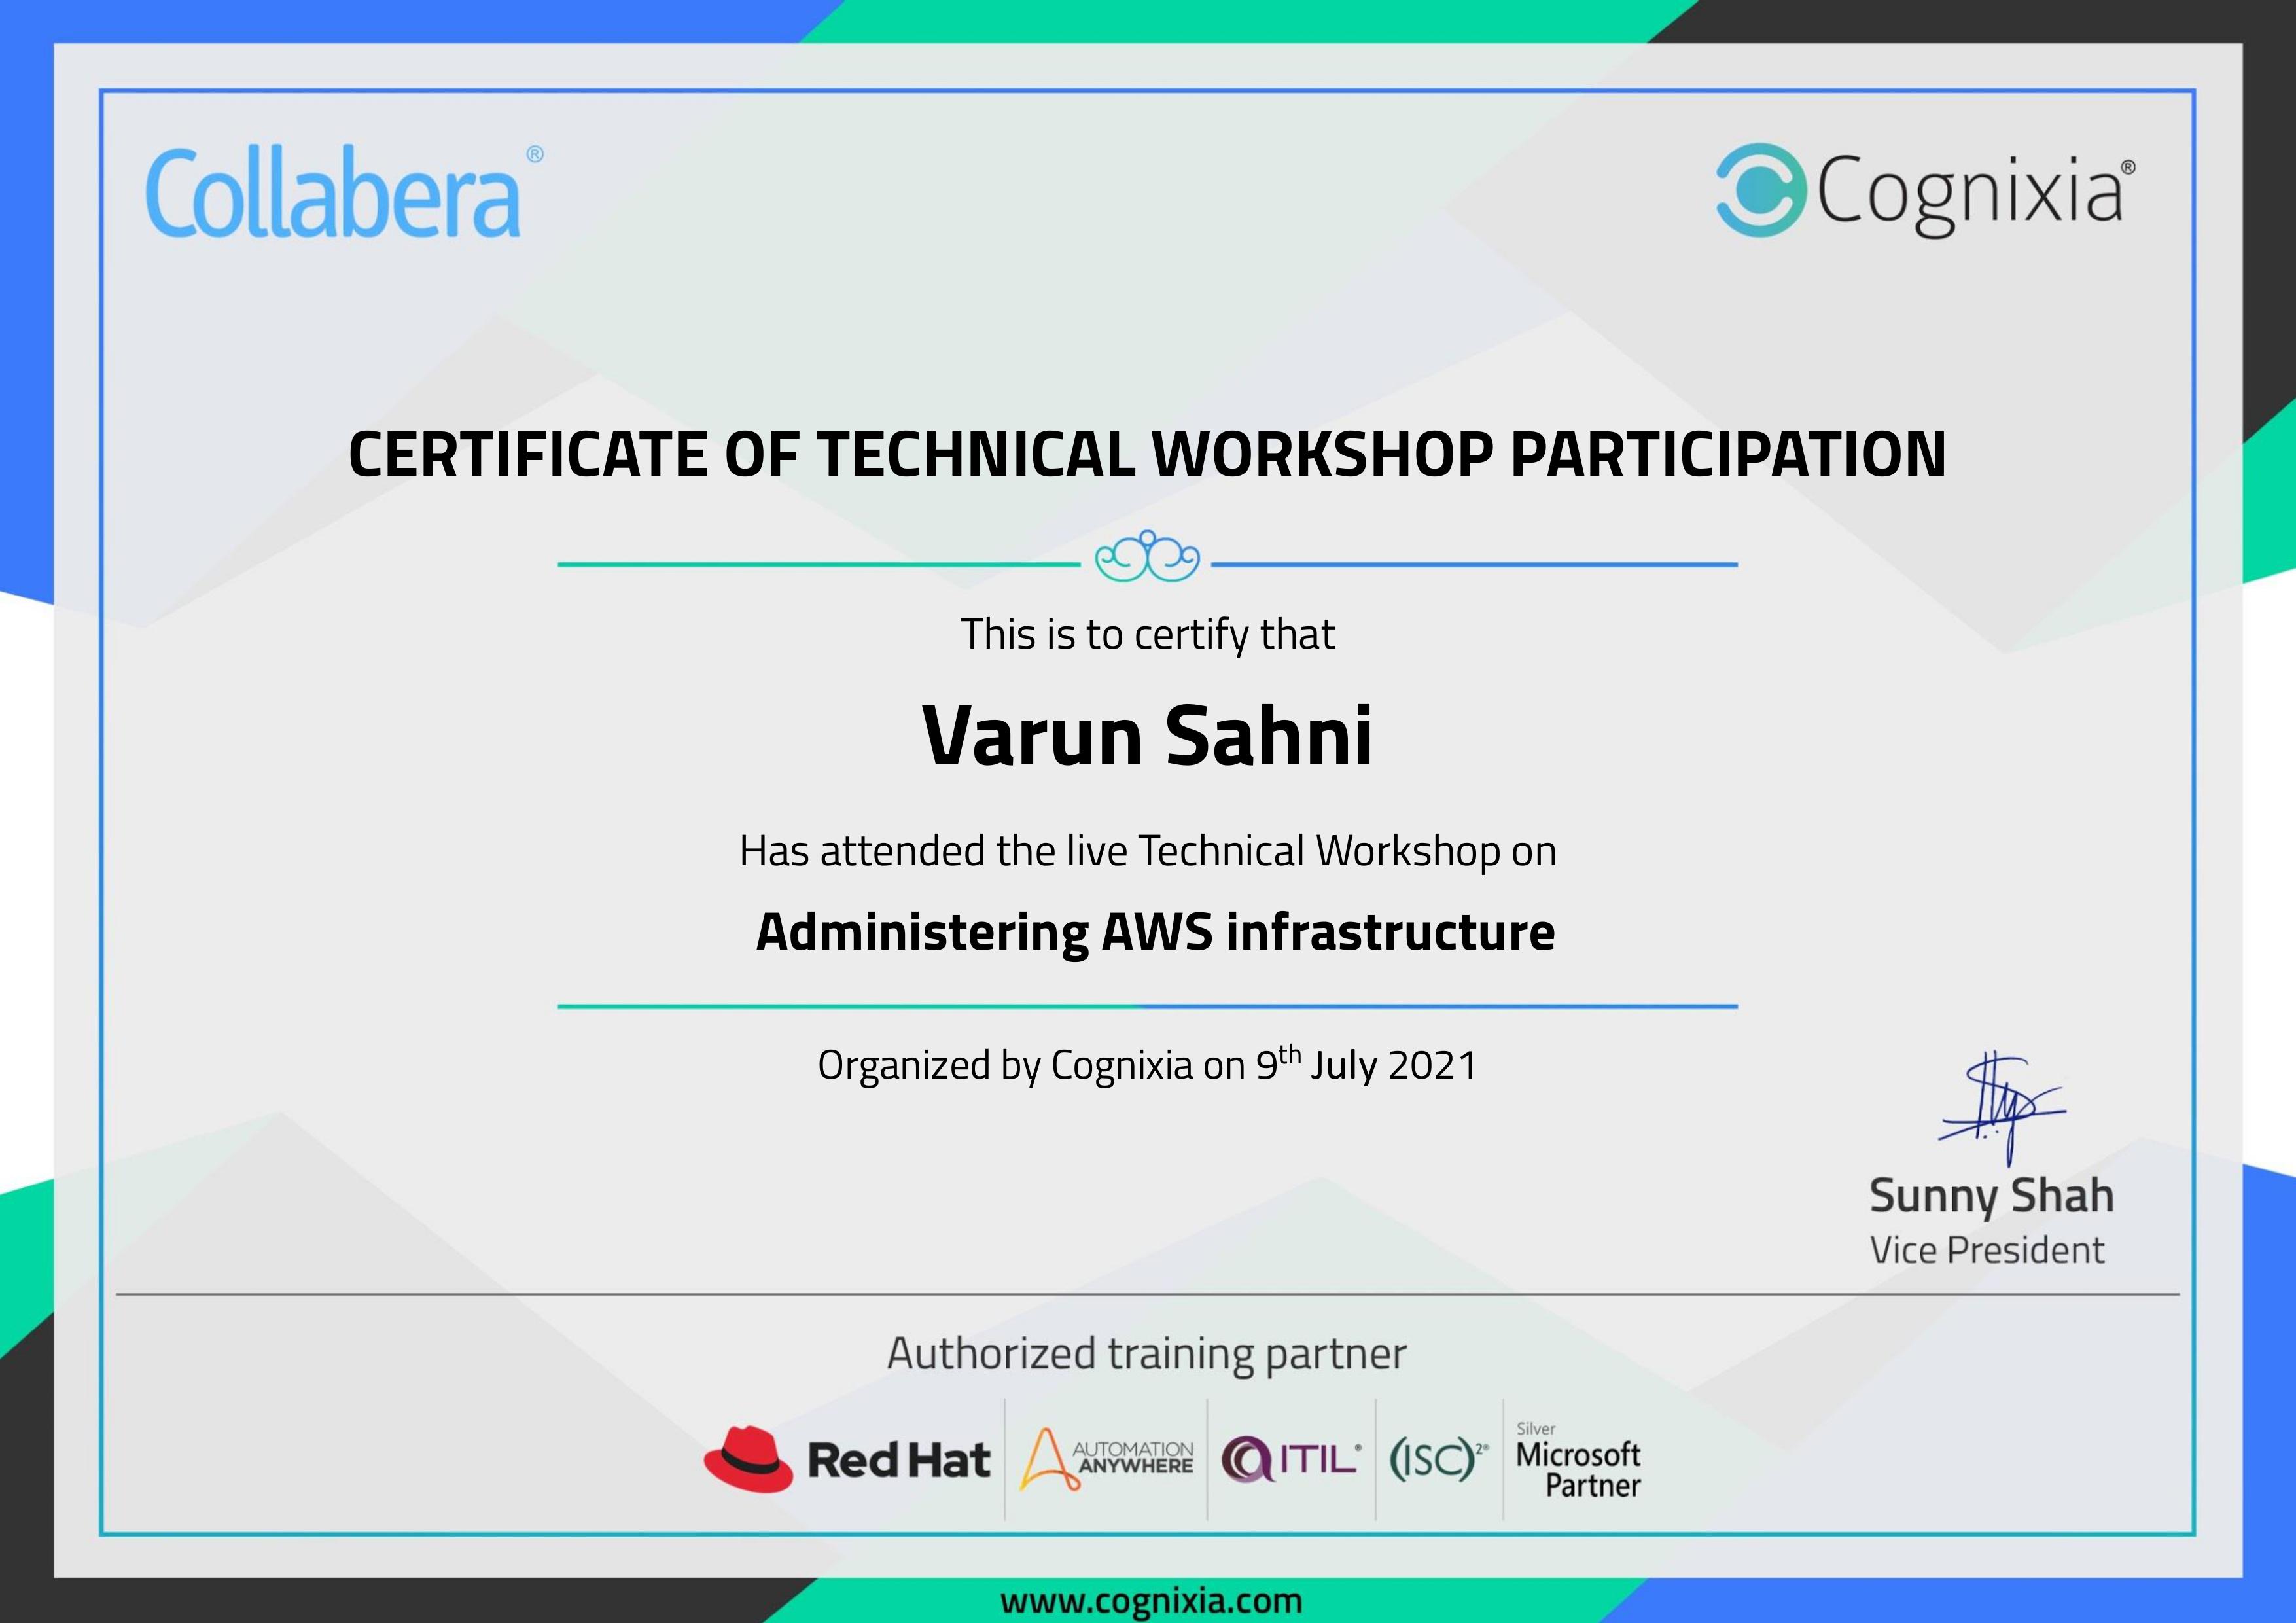 Collabera®
Cognixia®
CERTIFICATE OF TECHNICAL WORKSHOP PARTICIPATION
This is to certify that
Varun Sahni
Has attended the live Technical Workshop on
Administering AWS infrastructure
Organized by Cognixia on 9th July 2021
Sunny Shah
Vice President
Authorized training partner
Red Hat
AUTOMATION
ANYWHERE
ITIL®
(ISC)2®
Silver
Microsoft
Partner
www.cognixia.com